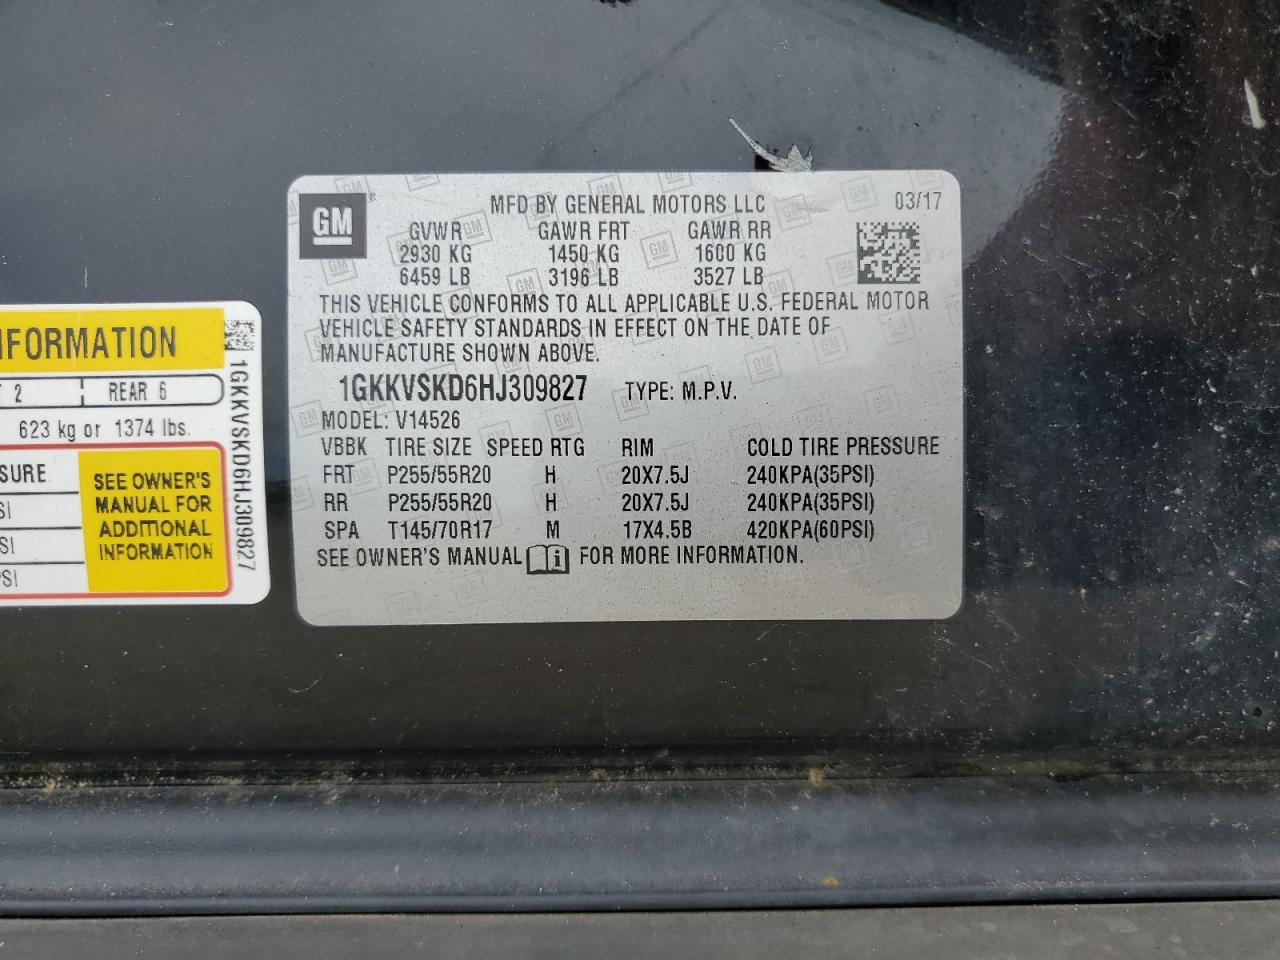 GM
MFD BY GENERAL MOTORS LLC 03/17
GVWR GAWR FRT GAWR RR
2930 KG 1450 KG 1600 KG
6459 LB 3196 LB 3527 LB
THIS VEHICLE CONFORMS TO ALL APPLICABLE U.S. FEDERAL MOTOR
VEHICLE SAFETY STANDARDS IN EFFECT ON THE DATE OF
MANUFACTURE SHOWN ABOVE.
1GKKVSKD6HJ309827 TYPE: M.P.V.
MODEL: V14526
VBBK TIRE SIZE SPEED RTG RIM COLD TIRE PRESSURE
FRT P255/55R20 H 20X7.5J 240KPA(35PSI)
RR P255/55R20 H 20X7.5J 240KPA(35PSI)
SPA T145/70R17 M 17X4.5B 420KPA(60PSI)
SEE OWNER'S MANUAL i FOR MORE INFORMATION.
NFORMATION
T 2 REAR 6
623 kg or 1374 lbs.
SURE
SI
SI
PSI
SEE OWNER'S
MANUAL FOR
ADDITIONAL
INFORMATION
1GKKVSKD6HJ309827